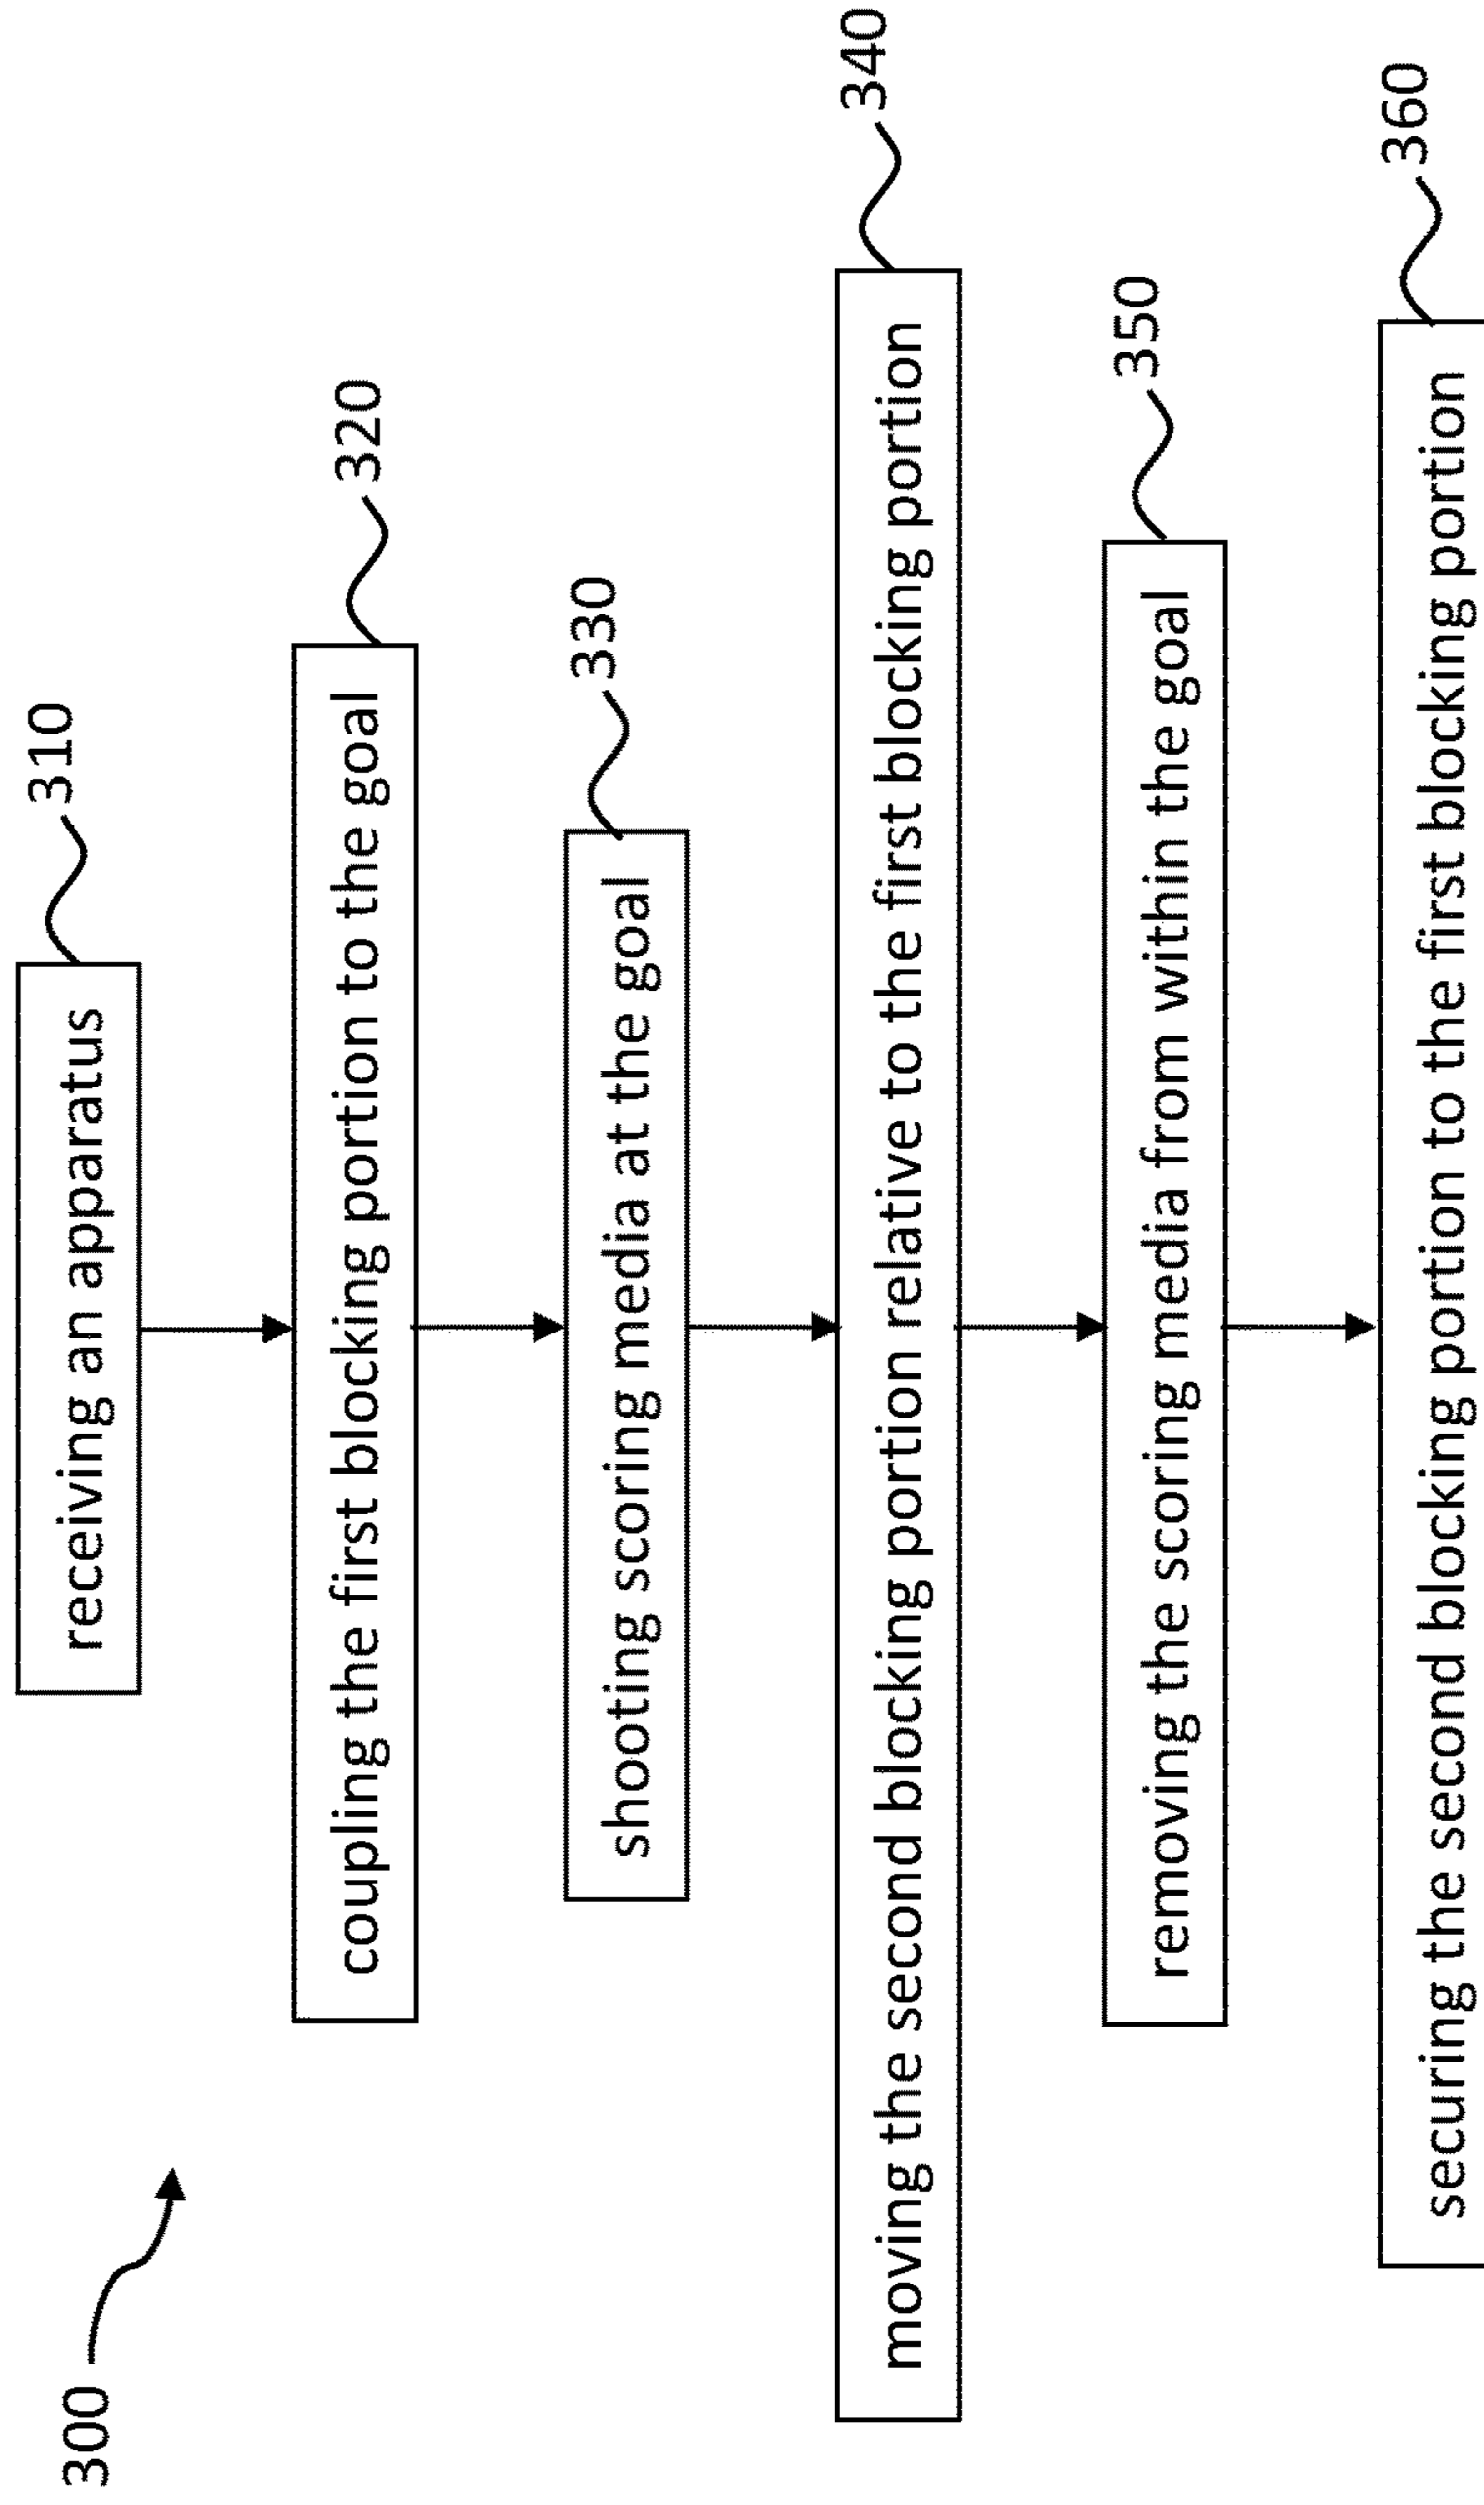 300
310
receiving an apparatus
320
coupling the first blocking portion to the goal
330
shooting scoring media at the goal
340
moving the second blocking portion relative to the first blocking portion
350
removing the scoring media from within the goal
360
securing the second blocking portion to the first blocking portion